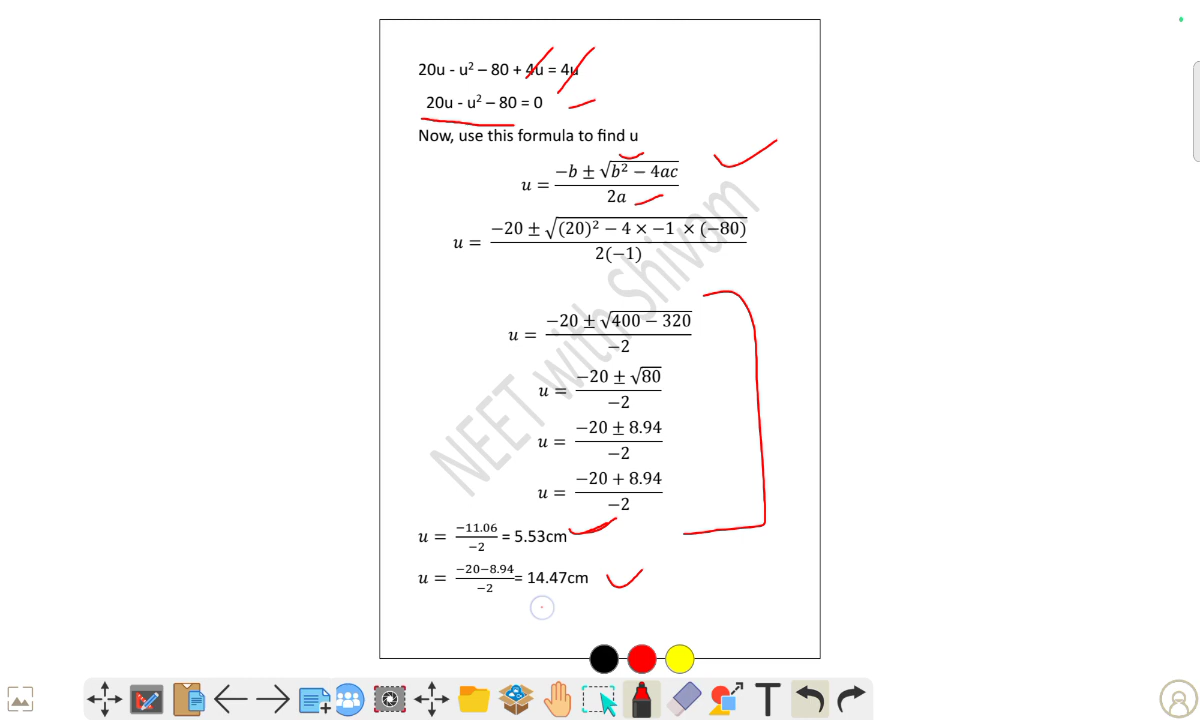 20u - u² – 80 + 4u = 4u
20u - u² – 80 = 0
Now, use this formula to find u
u = (−b ± √(b² − 4ac)) / 2a
u = (−20 ± √((20)² − 4 × −1 × (−80))) / 2(−1)
u = (−20 ± √(400 − 320)) / −2
u = (−20 ± √80) / −2
u = (−20 ± 8.94) / −2
u = (−20 + 8.94) / −2
u = −11.06 / −2 = 5.53cm
u = −20−8.94 / −2 = 14.47cm
NEET with Shivam
T